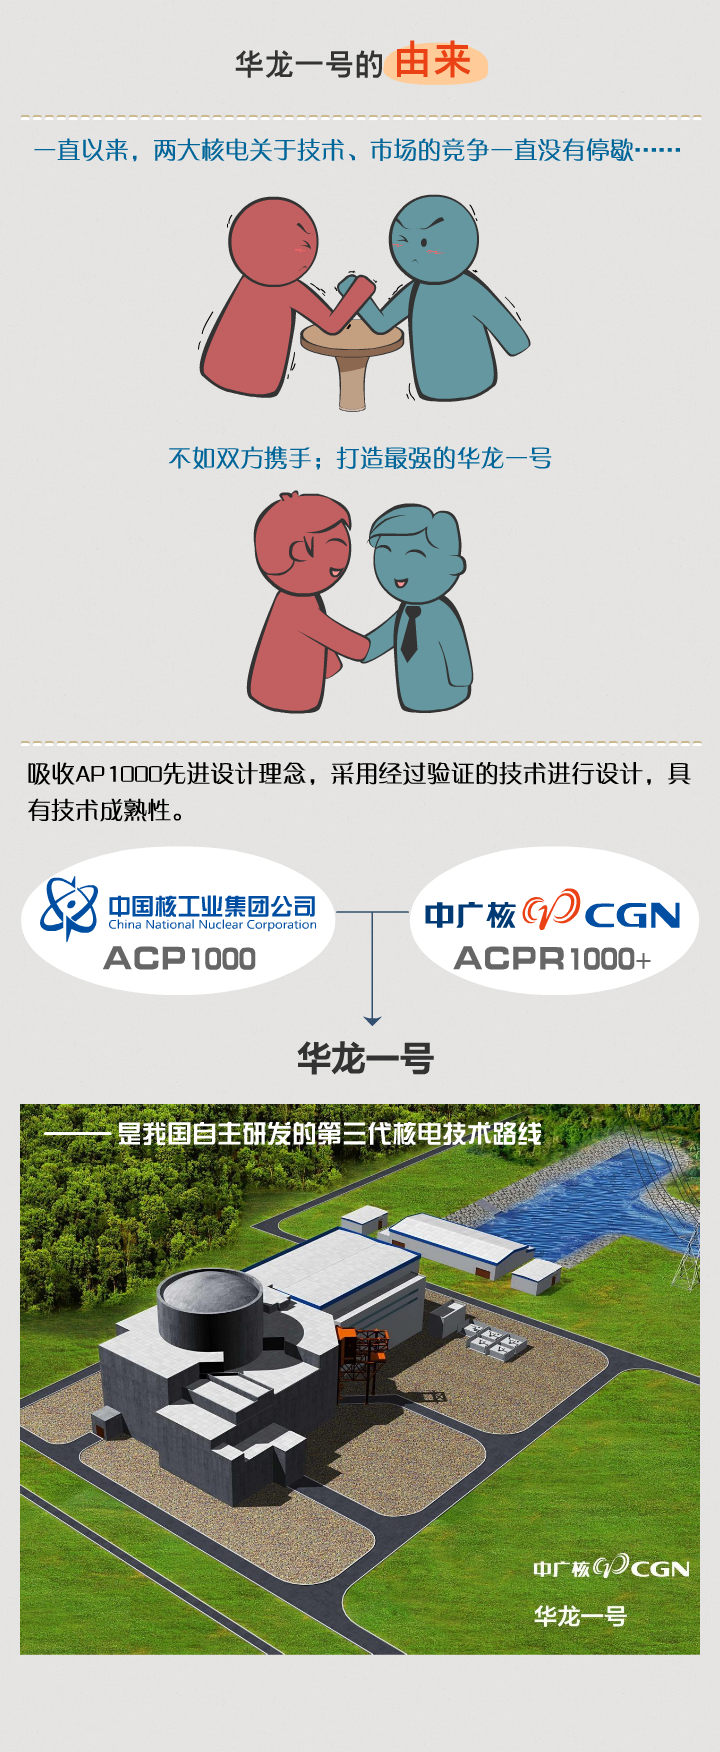 华龙一号的由来
一直以来，两大核电关于技术、市场的竞争一直没有停歇……
不如双方携手；打造最强的华龙一号
吸收AP1000先进设计理念，采用经过验证的技术进行设计，具
有技术成熟性。
中国核工业集团公司
China National Nuclear Corporation
ACP1000
中广核 CGN
ACPR1000+
华龙一号
——是我国自主研发的第三代核电技术路线
中广核 CGN
华龙一号